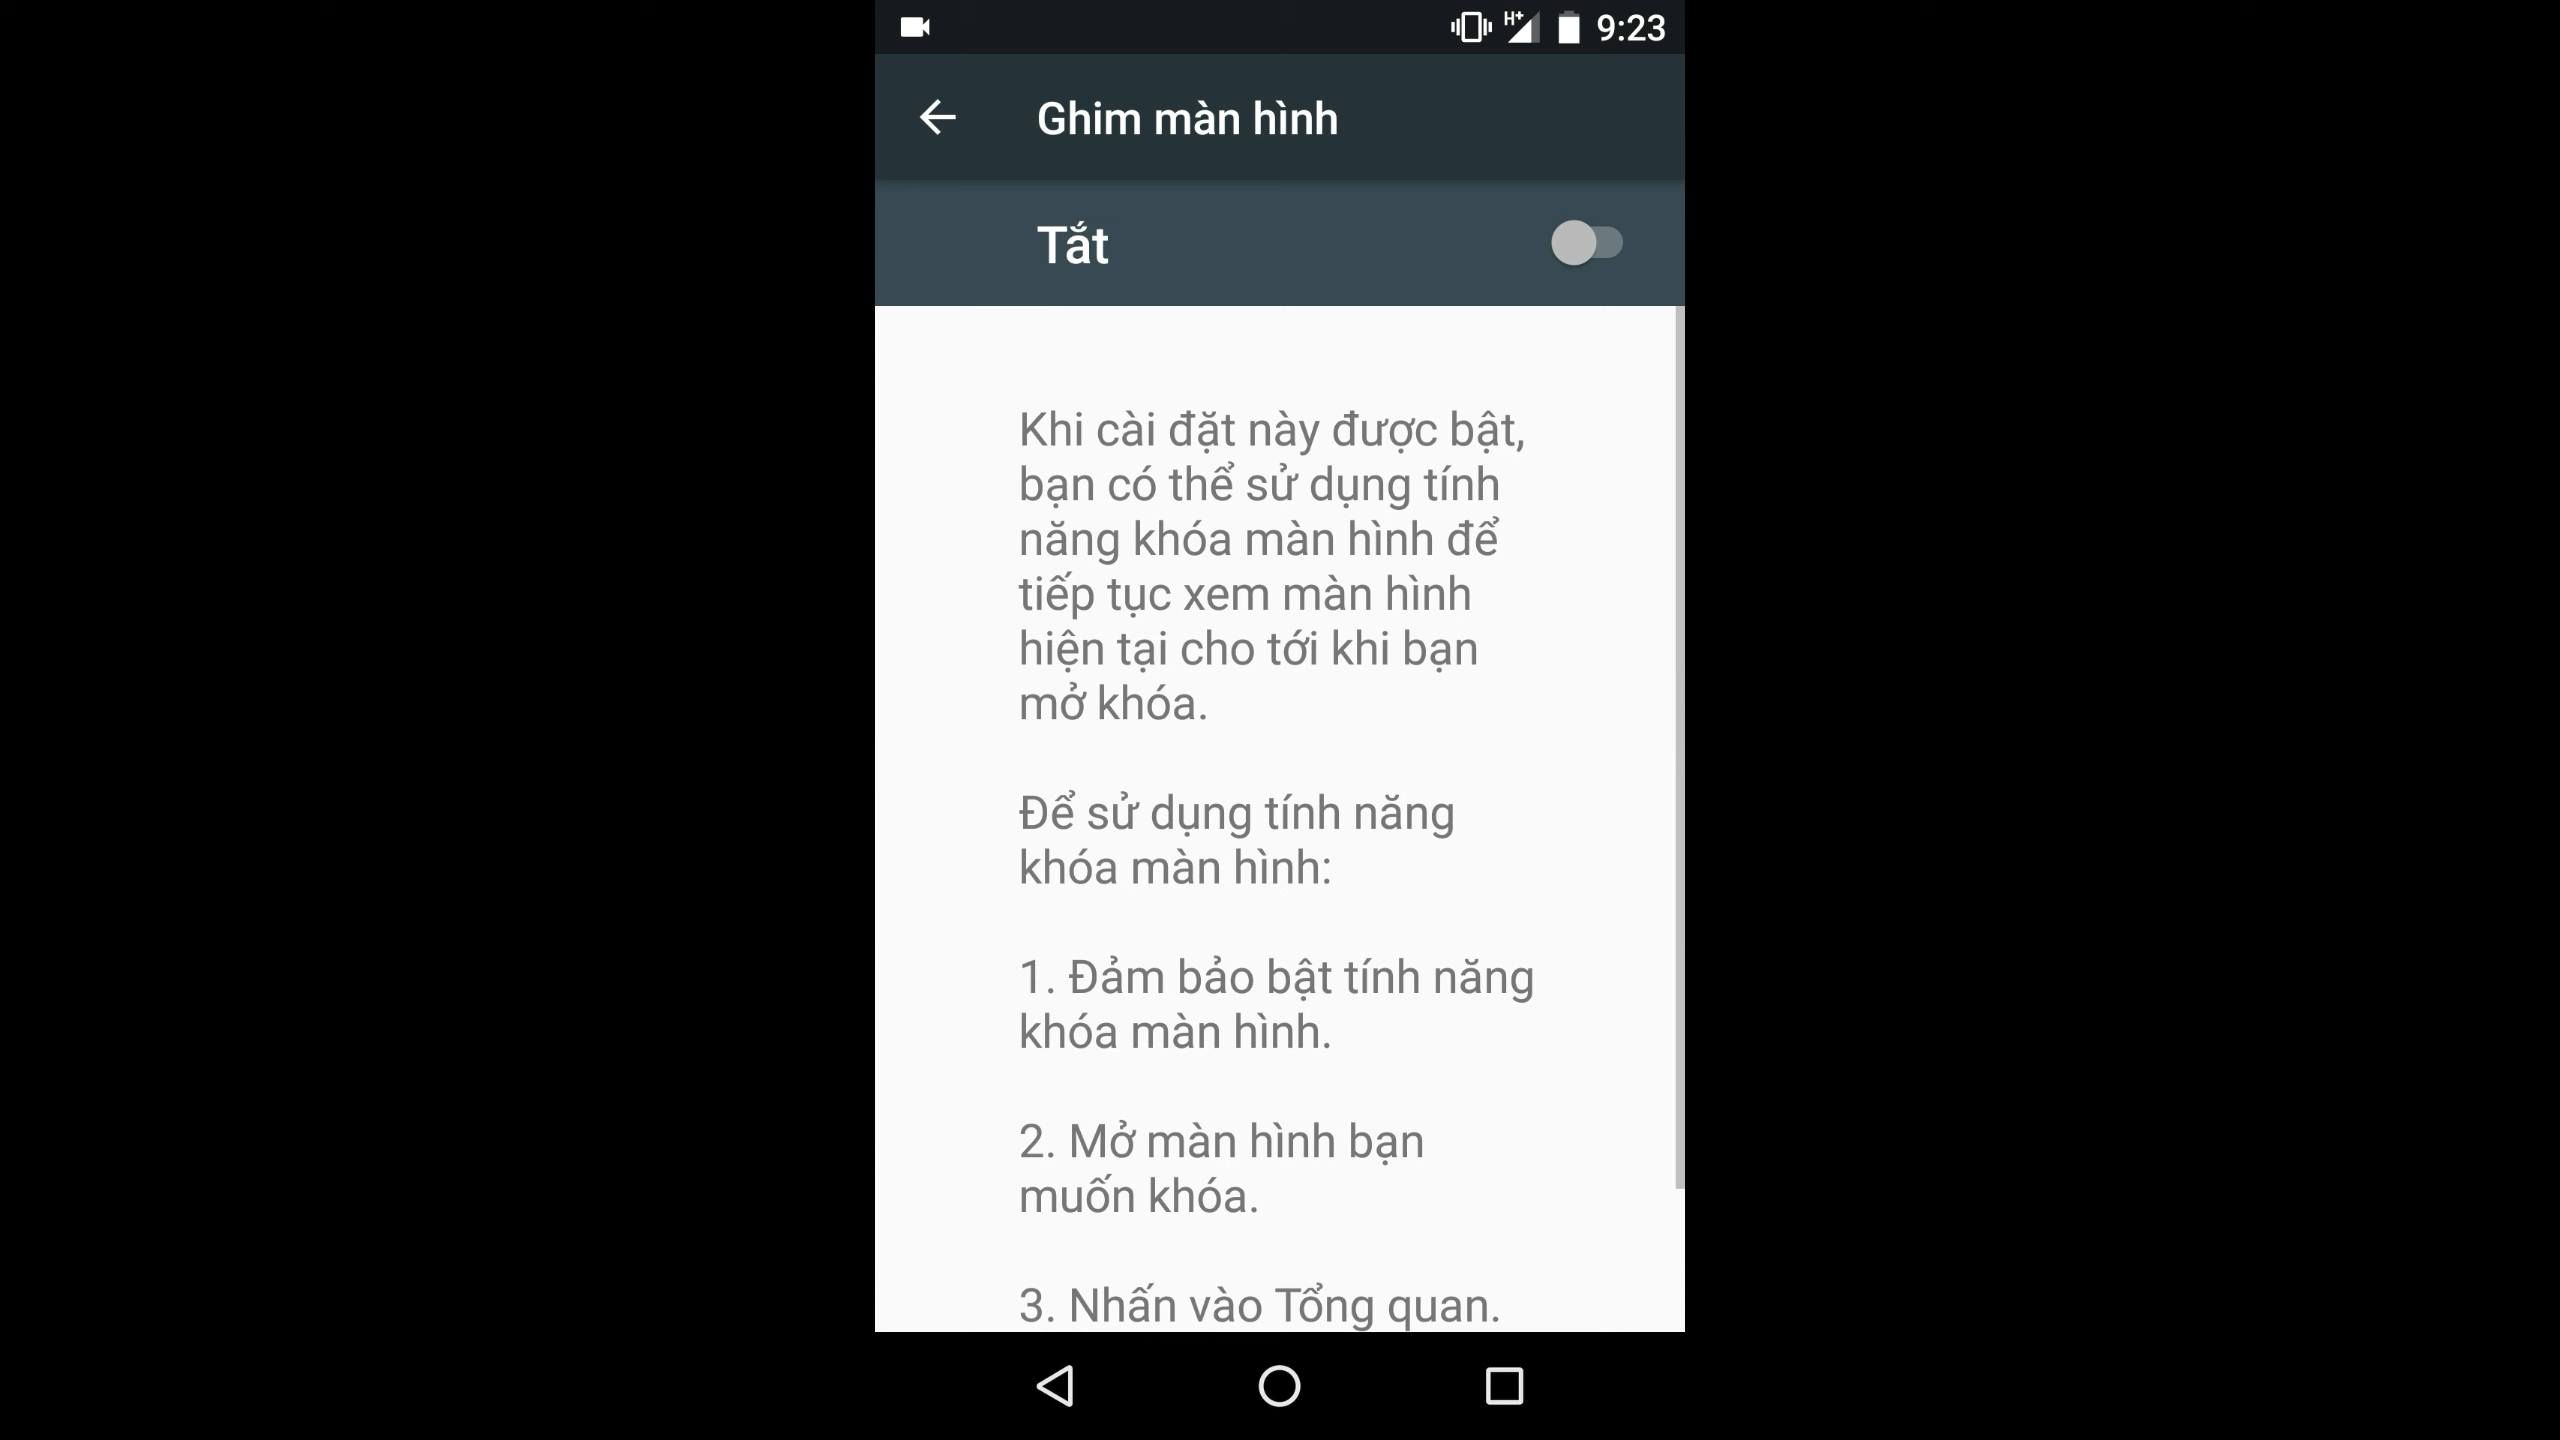 H+ 9:23
Ghim màn hình
Tắt
Khi cài đặt này được bật,
bạn có thể sử dụng tính
năng khóa màn hình để
tiếp tục xem màn hình
hiện tại cho tới khi bạn
mở khóa.
Để sử dụng tính năng
khóa màn hình:
1. Đảm bảo bật tính năng
khóa màn hình.
2. Mở màn hình bạn
muốn khóa.
3. Nhấn vào Tổng quan.